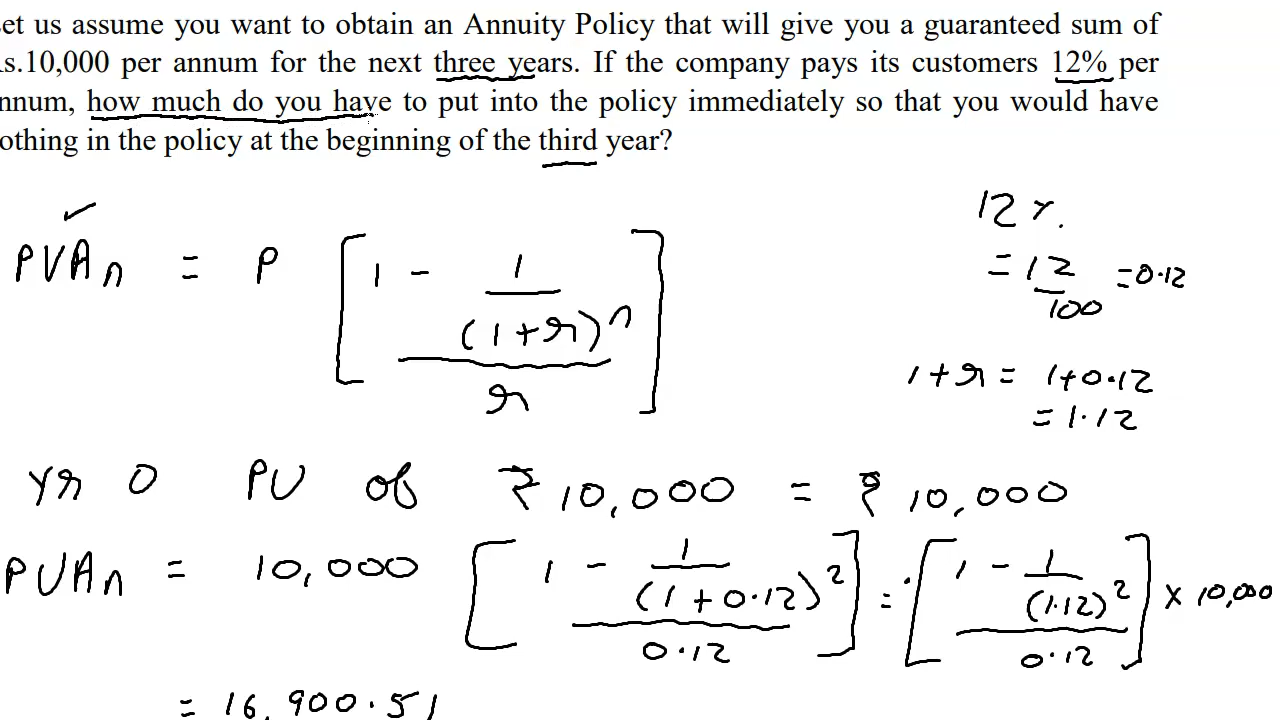 et us assume you want to obtain an Annuity Policy that will give you a guaranteed sum of
s.10,000 per annum for the next three years. If the company pays its customers 12% per
nnum, how much do you have to put into the policy immediately so that you would have
othing in the policy at the beginning of the third year?
12 %.
= 12/100 = 0.12
PVAn = P [ (1 - 1/(1+r)^n) / r ]
1+r = 1+0.12
= 1.12
Yr 0 PV of ₹ 10,000 = ₹ 10,000
PVAn = 10,000 [ (1 - 1/(1+0.12)^2) / 0.12 ] = [ (1 - 1/(1.12)^2) / 0.12 ] x 10,000
= 16,900.51